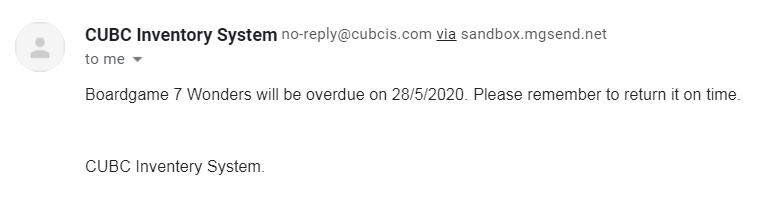 CUBC Inventory System no-reply@cubcis.com via sandbox.mgsend.net
to me
Boardgame 7 Wonders will be overdue on 28/5/2020. Please remember to return it on time.
CUBC Inventery System.